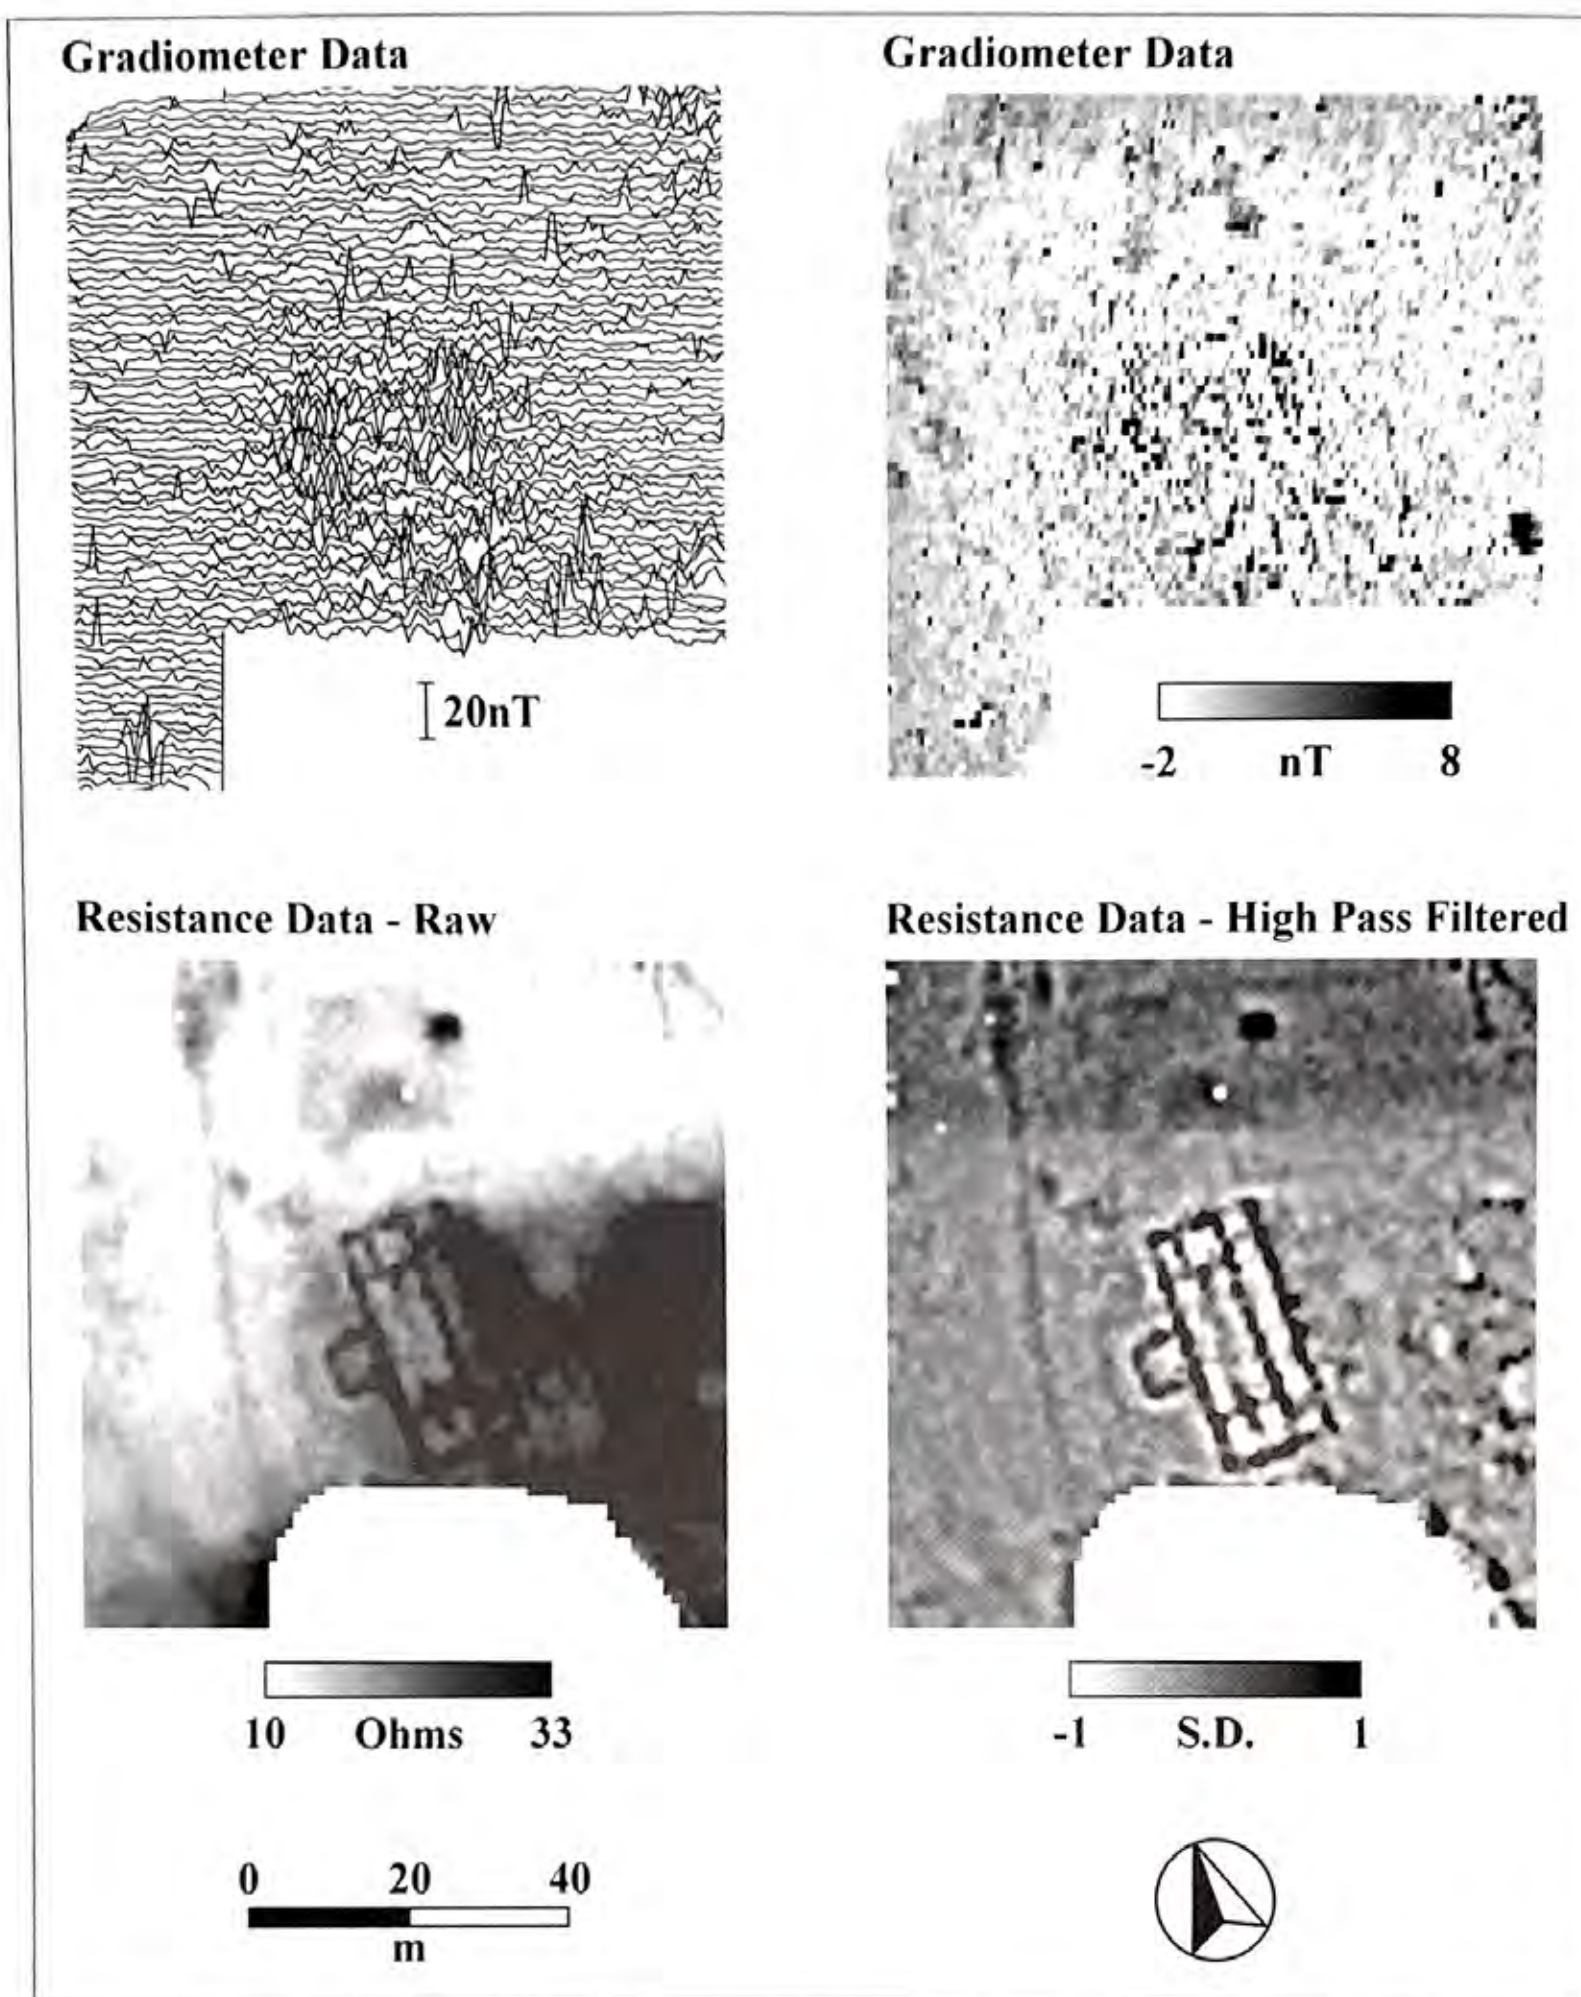 Gradiometer Data
Gradiometer Data
20nT
-2 nT 8
Resistance Data - Raw
Resistance Data - High Pass Filtered
10 Ohms 33
-1 S.D. 1
0 20 40
m